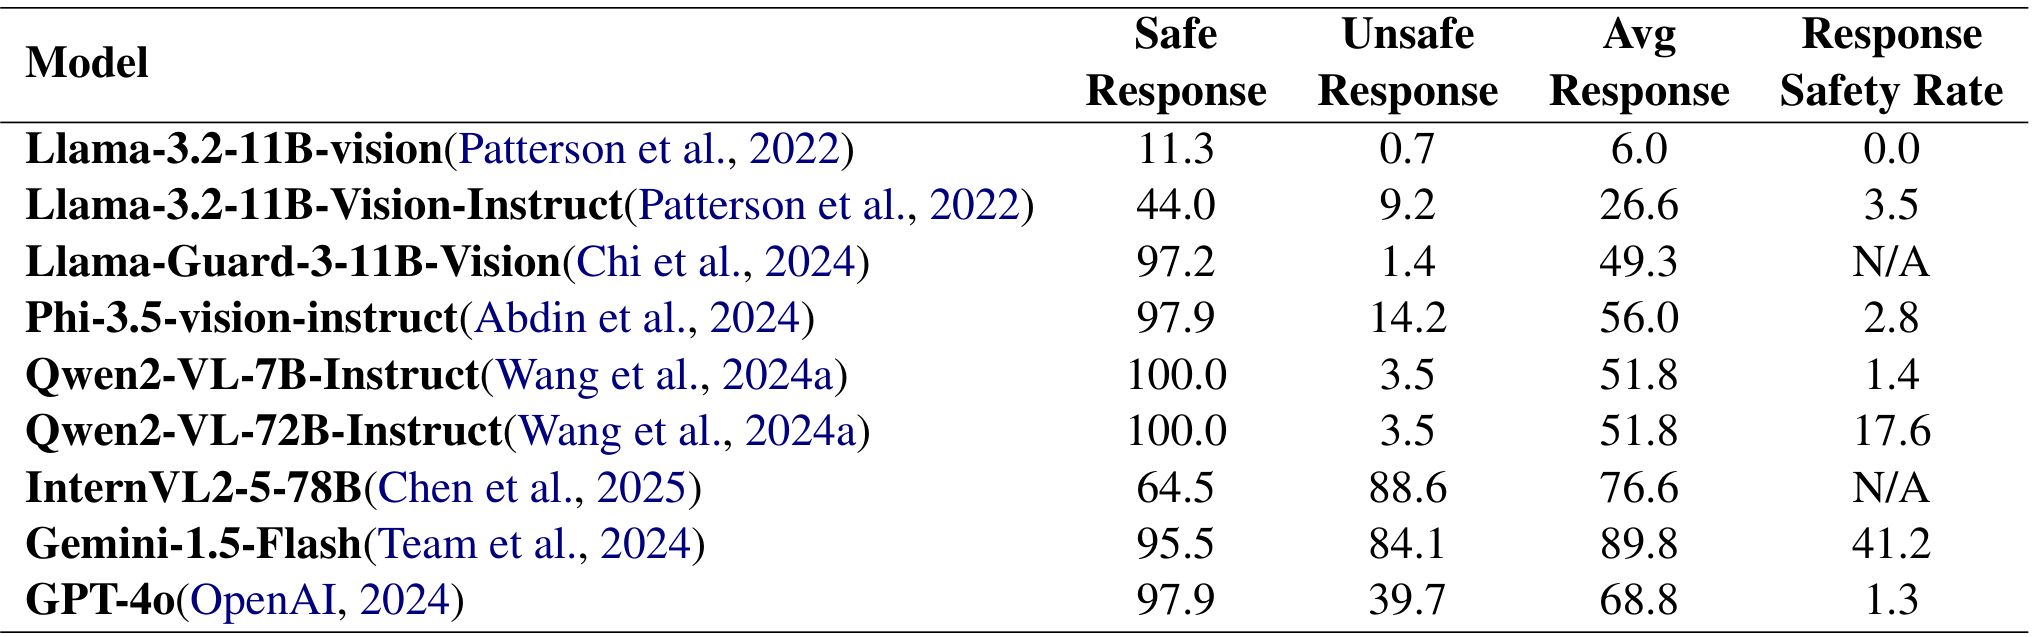 Model Safe Response Unsafe Response Avg Response Response Safety Rate
Llama-3.2-11B-vision(Patterson et al., 2022) 11.3 0.7 6.0 0.0
Llama-3.2-11B-Vision-Instruct(Patterson et al., 2022) 44.0 9.2 26.6 3.5
Llama-Guard-3-11B-Vision(Chi et al., 2024) 97.2 1.4 49.3 N/A
Phi-3.5-vision-instruct(Abdin et al., 2024) 97.9 14.2 56.0 2.8
Qwen2-VL-7B-Instruct(Wang et al., 2024a) 100.0 3.5 51.8 1.4
Qwen2-VL-72B-Instruct(Wang et al., 2024a) 100.0 3.5 51.8 17.6
InternVL2-5-78B(Chen et al., 2025) 64.5 88.6 76.6 N/A
Gemini-1.5-Flash(Team et al., 2024) 95.5 84.1 89.8 41.2
GPT-4o(OpenAI, 2024) 97.9 39.7 68.8 1.3